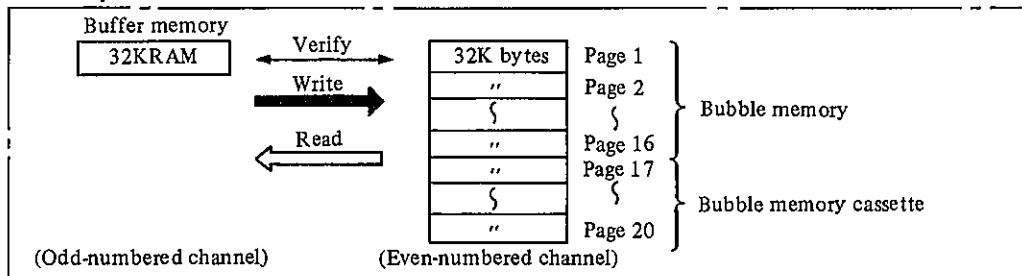 Buffer memory
32KRAM
Verify
Write
Read
32K bytes
"
"
"
"
Page 1
Page 2
Page 16
Page 17
Page 20
Bubble memory
Bubble memory cassette
(Odd-numbered channel)
(Even-numbered channel)